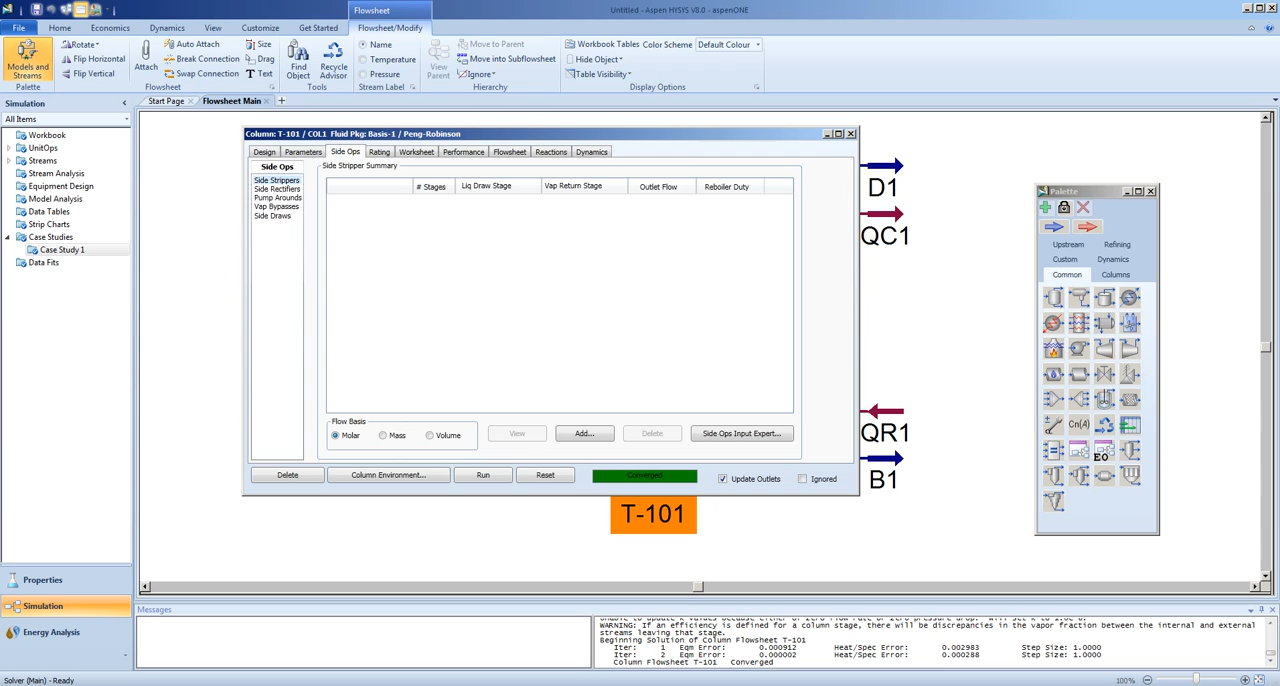 Flowsheet
Untitled - Aspen HYSYS V8.0 - aspenONE
File Home Economics Dynamics View Customize Get Started Flowsheet/Modify
Models and Streams
Palette
Rotate
Flip Horizontal
Flip Vertical
Attach
Auto Attach
Break Connection
Swap Connection
Size
Drag
Text
Flowsheet
Find Object
Recycle Advisor
Tools
Name
Temperature
Pressure
Stream Label
View Parent
Move to Parent
Move into Subflowsheet
Ignore
Hierarchy
Workbook Tables Color Scheme Default Colour
Hide Object
Table Visibility
Display Options
Simulation
All Items
Workbook
UnitOps
Streams
Stream Analysis
Equipment Design
Model Analysis
Data Tables
Strip Charts
Case Studies
Case Study 1
Data Fits
Properties
Simulation
Energy Analysis
Start Page Flowsheet Main
Column: T-101 / COL1 Fluid Pkg: Basis-1 / Peng-Robinson
Design Parameters Side Ops Rating Worksheet Performance Flowsheet Reactions Dynamics
Side Ops
Side Strippers
Side Rectifiers
Pump Arounds
Vap Bypasses
Side Draws
Side Stripper Summary
# Stages Liq Draw Stage Vap Return Stage Outlet Flow Reboiler Duty
Flow Basis
Molar Mass Volume
View Add... Delete Side Ops Input Expert...
Delete Column Environment... Run Reset Converged Update Outlets Ignored
D1
QC1
QR1
B1
T-101
Palette
Upstream Refining
Custom Dynamics
Common Columns
Cn(A)
EO
Messages
WARNING: If an efficiency is defined for a column stage, there will be discrepancies in the vapor fraction between the internal and external
streams leaving that stage.
Beginning Solution of Column Flowsheet T-101
Iter: 1 Eqm Error: 0.000912 Heat/Spec Error: 0.002983 Step Size: 1.0000
Iter: 2 Eqm Error: 0.000002 Heat/Spec Error: 0.000288 Step Size: 1.0000
Column Flowsheet T-101 Converged
Solver (Main) - Ready
100%